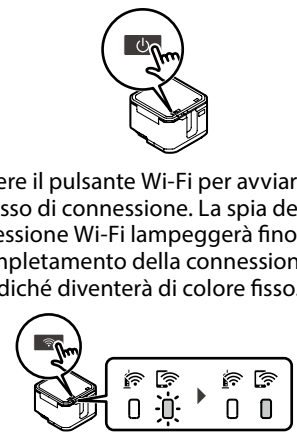 ere il pulsante Wi-Fi per avviar
sso di connessione. La spia de
essione Wi-Fi lampeggerà fino
mpletamento della connession
diché diventerà di colore fisso.